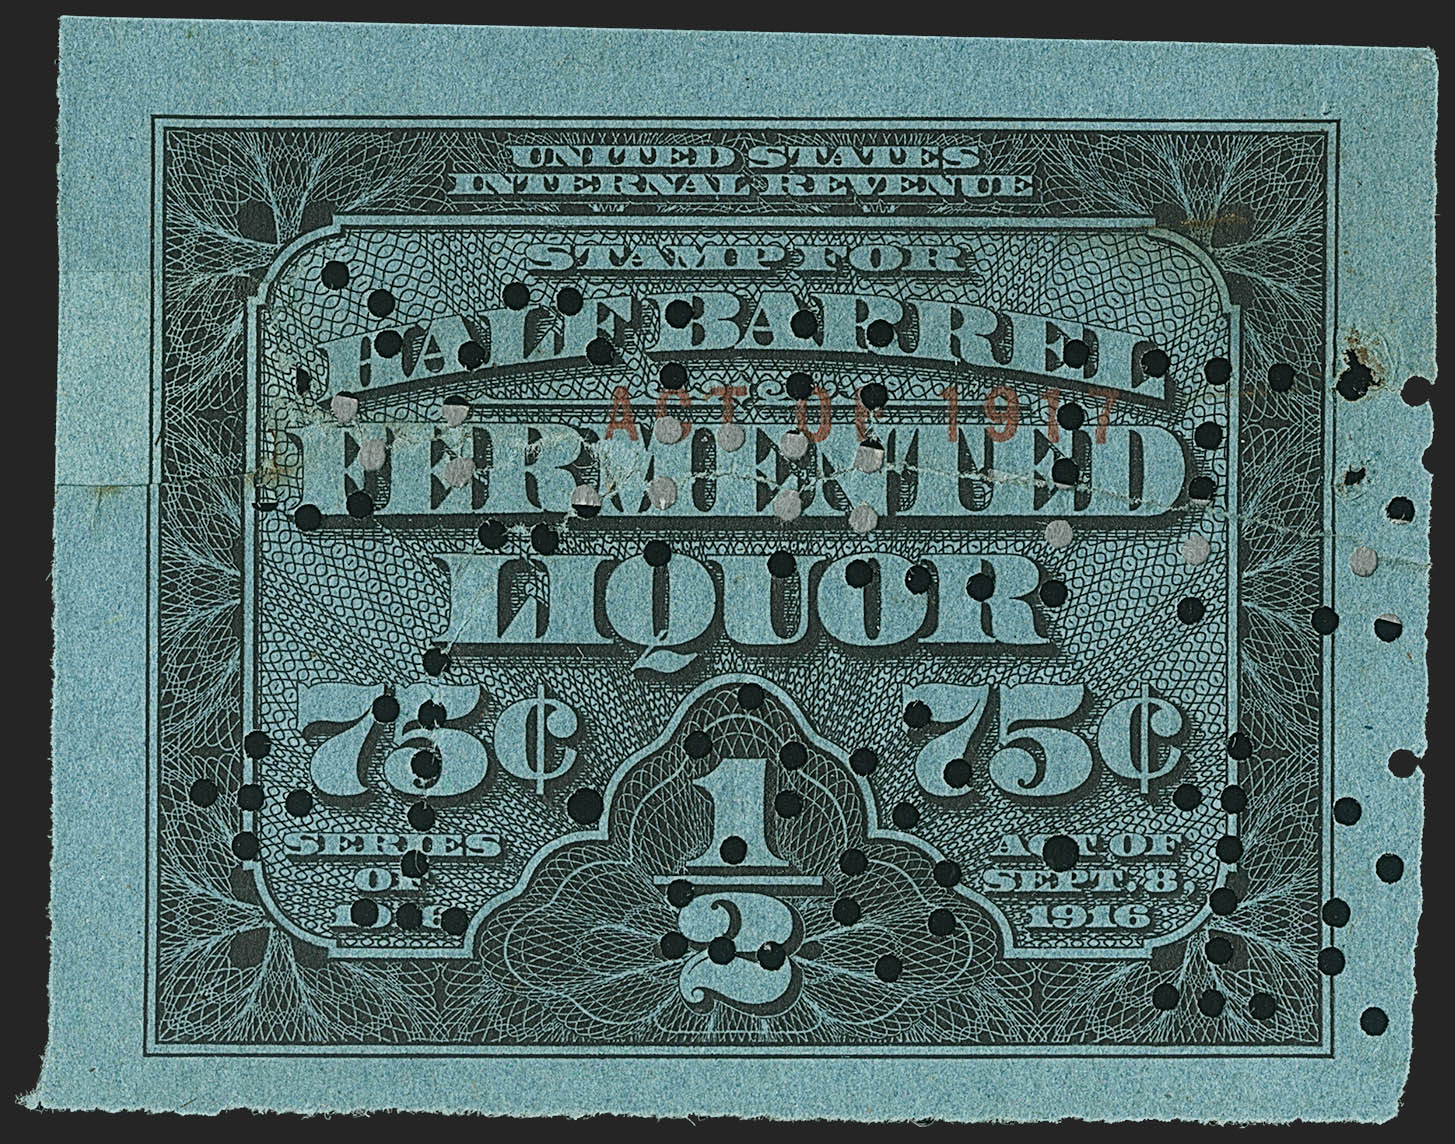 UNITED STATES
INTERNAL REVENUE
STAMP FOR
HALF BARREL
ACT OF 1917
FERMENTED
LIQUOR
75¢ 75¢
1/2
SERIES
OF
1916
ACT OF
SEPT. 8,
1916